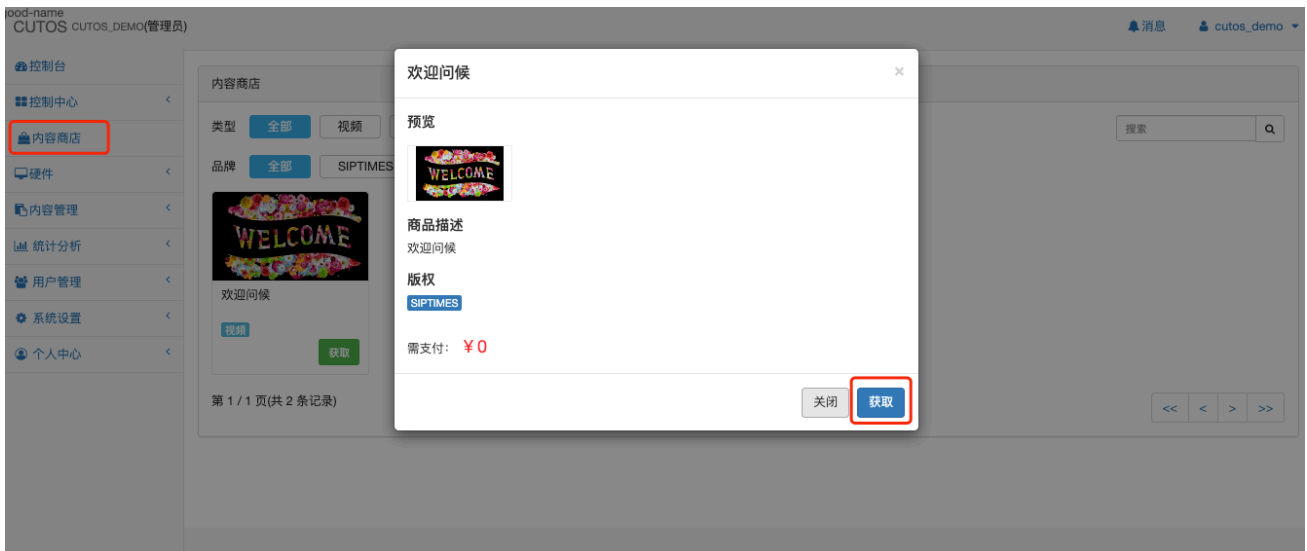 ood-name
CUTOS CUTOS_DEMO(管理员)
消息
cutos_demo
控制台
控制中心
内容商店
硬件
内容管理
统计分析
用户管理
系统设置
个人中心
内容商店
类型 全部 视频
搜索
品牌 全部 SIPTIMES
WELCOME
欢迎问候
视频
获取
第 1 / 1 页(共 2 条记录)
<< < > >>
欢迎问候 ×
预览
WELCOME
商品描述
欢迎问候
版权
SIPTIMES
需支付: ¥0
关闭 获取